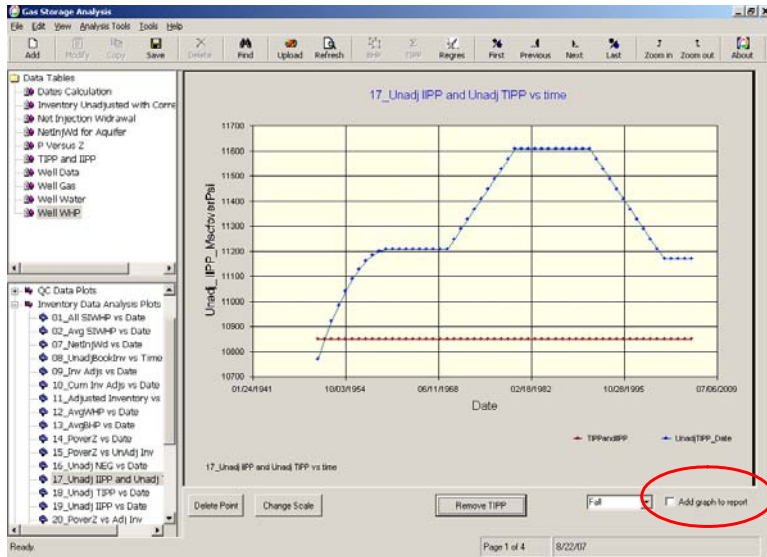 Gas Storage Analysis
File Edit View Analysis Tools Tools Help
Add Modify Copy Save Delete Find Upload Refresh BHP TIPP Regres First Previous Next Last Zoom in Zoom out About
Data Tables
Dates Calculation
Inventory Unadjusted with Corre
Net Injection Widrawal
NetInjWd for Aquifer
P Versus Z
TIPP and IIPP
Well Data
Well Gas
Well Water
Well WHP
QC Data Plots
Inventory Data Analysis Plots
01_All SIWHP vs Date
02_Avg SIWHP vs Date
07_NetInjWd vs Date
08_UnadjBookInv vs Time
09_Inv Adjs vs Date
10_Cum Inv Adjs vs Date
11_Adjusted Inventory vs
12_AvgWHP vs Date
13_AvgBHP vs Date
14_PoverZ vs Date
15_PoverZ vs UnAdj Inv
16_Unadj NEG vs Date
17_Unadj IIPP and Unadj
18_Unadj TIPP vs Date
19_Unadj IIPP vs Date
20_PoverZ vs Adj Inv
17_Unadj IIPP and Unadj TIPP vs time
Unadj_IIPP_MscfoverPsi
11700
11600
11500
11400
11300
11200
11100
11000
10900
10800
10700
01/24/1941 10/03/1954 06/11/1968 02/18/1982 10/28/1995 07/06/2009
Date
TIPPandIIPP UnadjTIPP_Date
17_Unadj IIPP and Unadj TIPP vs time
Delete Point Change Scale Remove TIPP Fall Add graph to report
Ready. Page 1 of 4 8/22/07